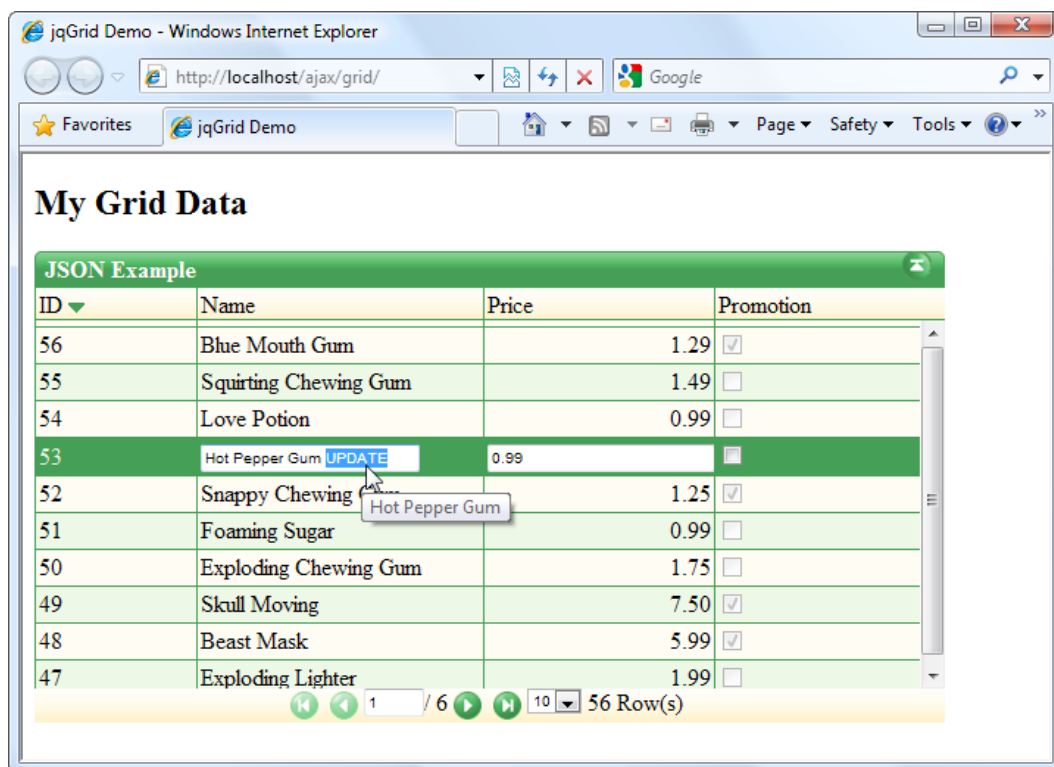 jqGrid Demo - Windows Internet Explorer
http://localhost/ajax/grid/ Google
Favorites jqGrid Demo Page Safety Tools
My Grid Data
JSON Example
ID Name Price Promotion
56 Blue Mouth Gum 1.29
55 Squirting Chewing Gum 1.49
54 Love Potion 0.99
53 Hot Pepper Gum UPDATE 0.99
52 Snappy Chewing 1.25
Hot Pepper Gum
51 Foaming Sugar 0.99
50 Exploding Chewing Gum 1.75
49 Skull Moving 7.50
48 Beast Mask 5.99
47 Exploding Lighter 1.99
1 / 6 10 56 Row(s)